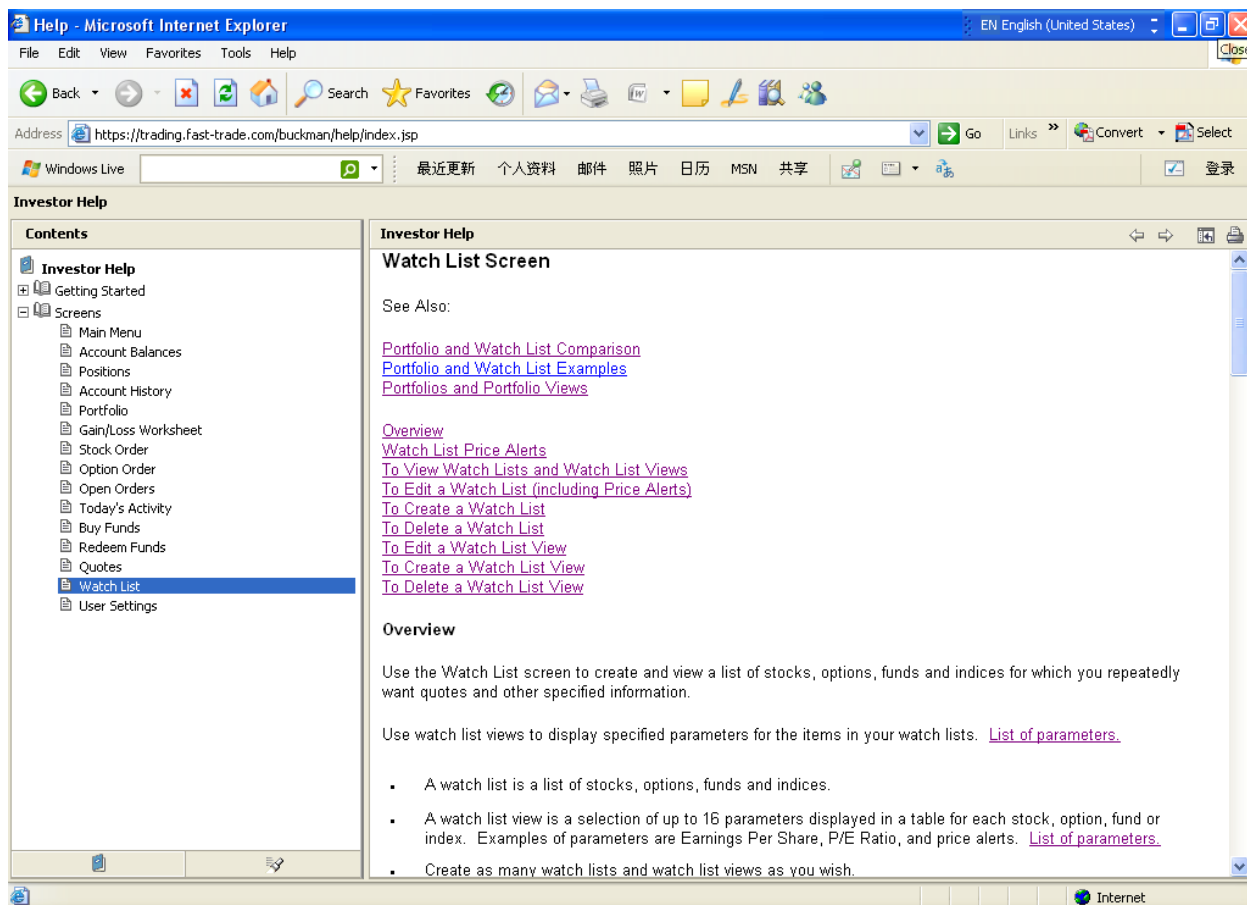 Help - Microsoft Internet Explorer
EN English (United States)
File Edit View Favorites Tools Help
Close
Back
Search
Favorites
Address https://trading.fast-trade.com/buckman/help/index.jsp
Go
Links »
Convert
Select
Windows Live
最近更新 个人资料 邮件 照片 日历 MSN 共享
登录
Investor Help
Contents
Investor Help
Getting Started
Screens
Main Menu
Account Balances
Positions
Account History
Portfolio
Gain/Loss Worksheet
Stock Order
Option Order
Open Orders
Today's Activity
Buy Funds
Redeem Funds
Quotes
Watch List
User Settings
Investor Help
Watch List Screen
See Also:
Portfolio and Watch List Comparison
Portfolio and Watch List Examples
Portfolios and Portfolio Views
Overview
Watch List Price Alerts
To View Watch Lists and Watch List Views
To Edit a Watch List (including Price Alerts)
To Create a Watch List
To Delete a Watch List
To Edit a Watch List View
To Create a Watch List View
To Delete a Watch List View
Overview
Use the Watch List screen to create and view a list of stocks, options, funds and indices for which you repeatedly
want quotes and other specified information.
Use watch list views to display specified parameters for the items in your watch lists. List of parameters.
A watch list is a list of stocks, options, funds and indices.
A watch list view is a selection of up to 16 parameters displayed in a table for each stock, option, fund or
index. Examples of parameters are Earnings Per Share, P/E Ratio, and price alerts. List of parameters.
Create as many watch lists and watch list views as you wish.
Internet